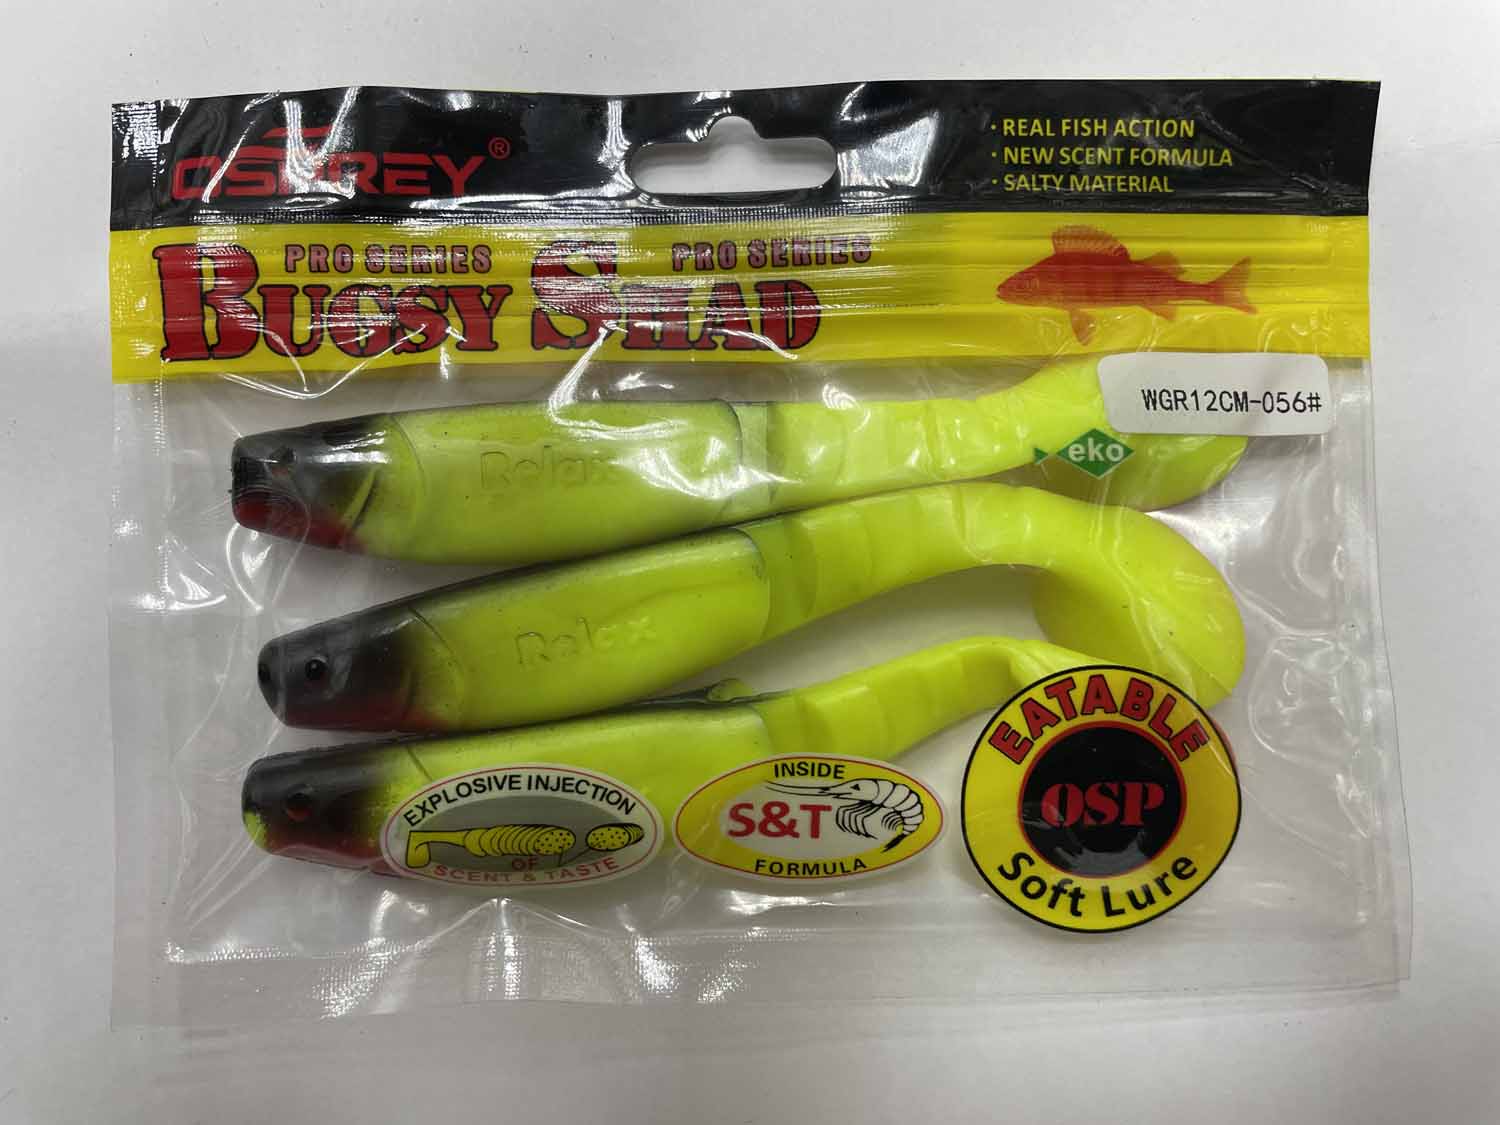 OSPREY®
· REAL FISH ACTION
· NEW SCENT FORMULA
· SALTY MATERIAL
PRO SERIES PRO SERIES
BUGSY SHAD
WGR12CM-056#
eko
Relax
Relax
EXPLOSIVE INJECTION
OF
SCENT & TASTE
INSIDE
S&T
FORMULA
EATABLE
OSP
Soft Lure